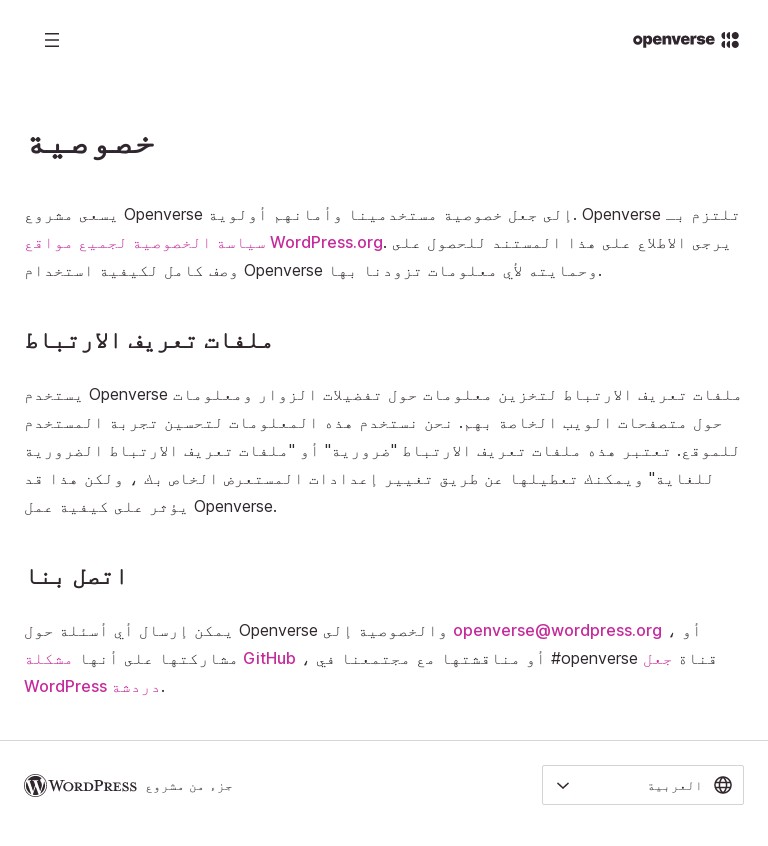 openverse
خصوصية
يسعى مشروع Openverse إلى جعل خصوصية مستخدمينا وأمانهم أولوية. Openverse تلتزم بـ
سياسة الخصوصية لجميع مواقع WordPress.org. يرجى الاطلاع على هذا المستند للحصول على
وصف كامل لكيفية استخدام Openverse وحمايته لأي معلومات تزودنا بها.
ملفات تعريف الارتباط
يستخدم Openverse ملفات تعريف الارتباط لتخزين معلومات حول تفضيلات الزوار ومعلومات
حول متصفحات الويب الخاصة بهم. نحن نستخدم هذه المعلومات لتحسين تجربة المستخدم
للموقع. تعتبر هذه ملفات تعريف الارتباط "ضرورية" أو "ملفات تعريف الارتباط الضرورية
للغاية" ويمكنك تعطيلها عن طريق تغيير إعدادات المستعرض الخاص بك ، ولكن هذا قد
يؤثر على كيفية عمل Openverse.
اتصل بنا
يمكن إرسال أي أسئلة حول Openverse والخصوصية إلى openverse@wordpress.org ، أو
مشاركتها على أنها مشكلة GitHub ، أو مناقشتها مع مجتمعنا في #openverse قناة جعل
WordPress دردشة.
جزء من مشروع WordPress
العربية